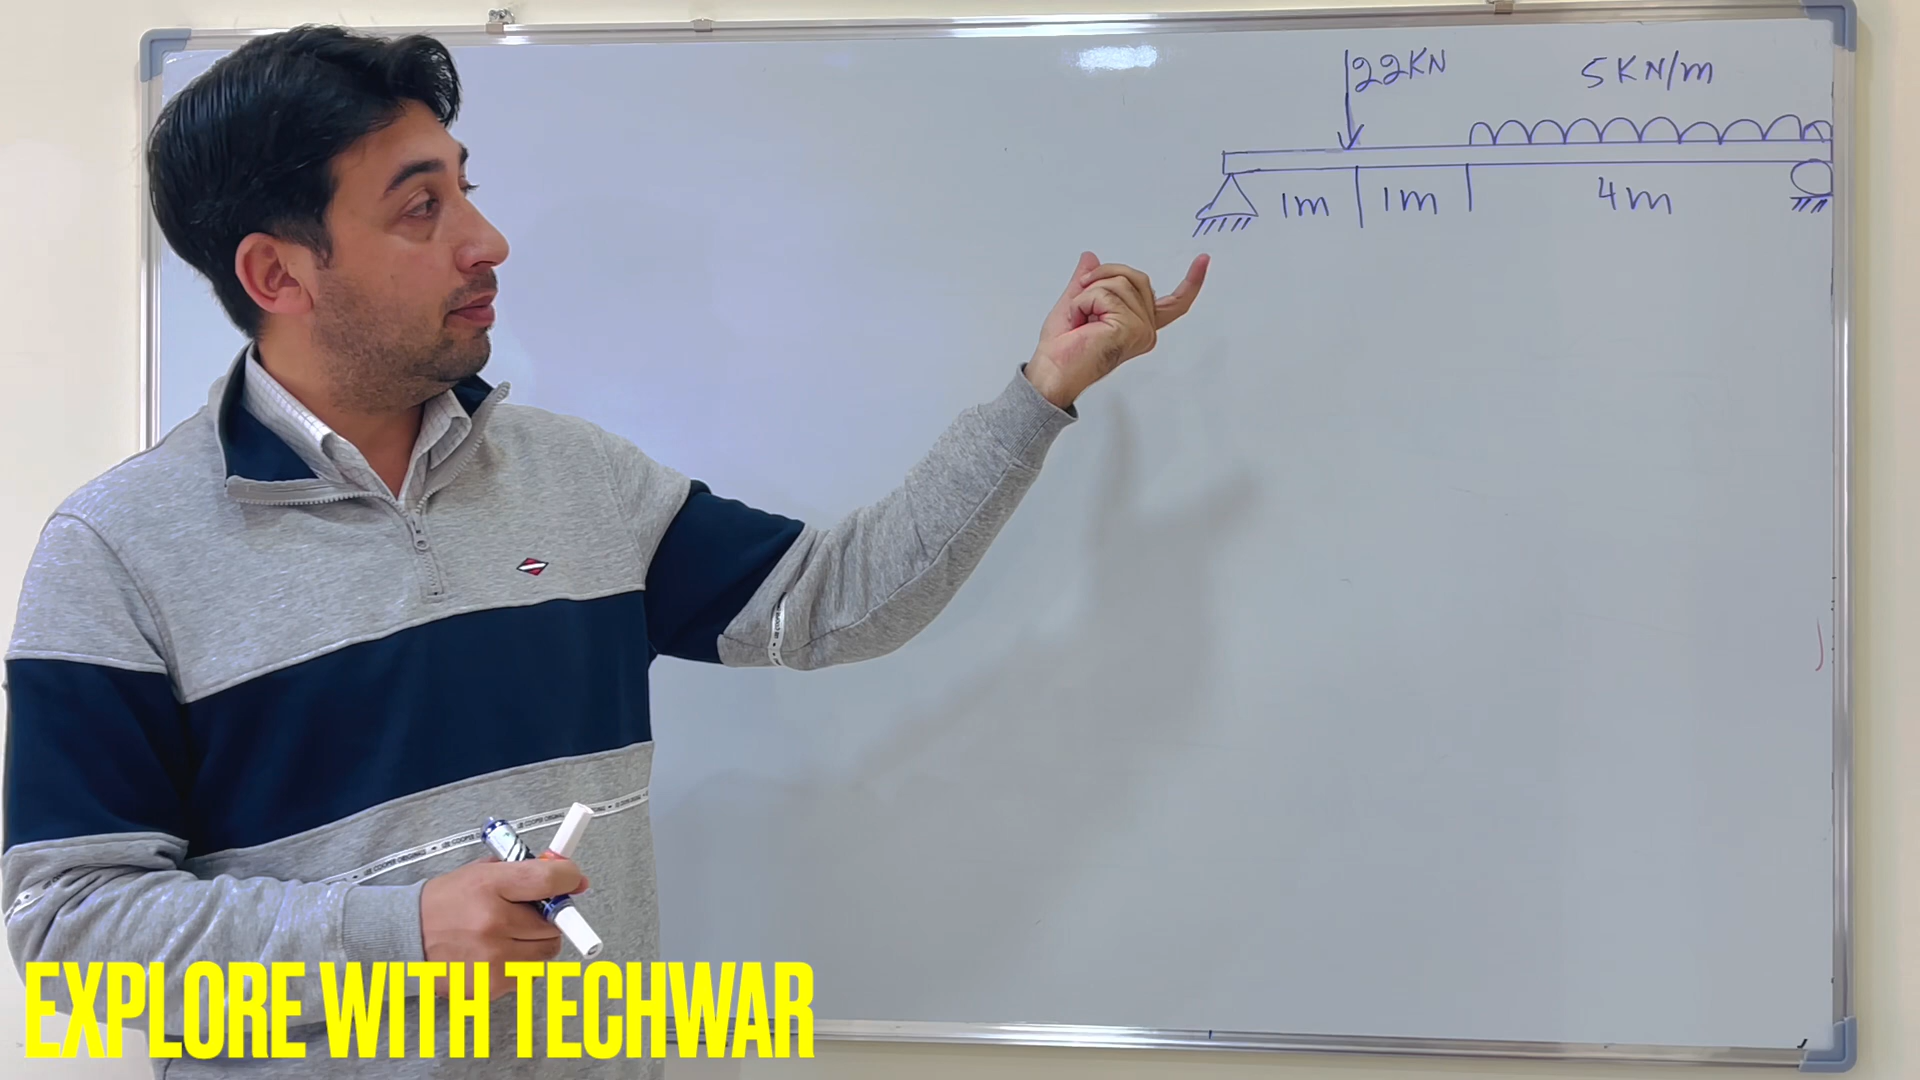 22KN
5KN/m
1m
1m
4m
EXPLORE WITH TECHWAR